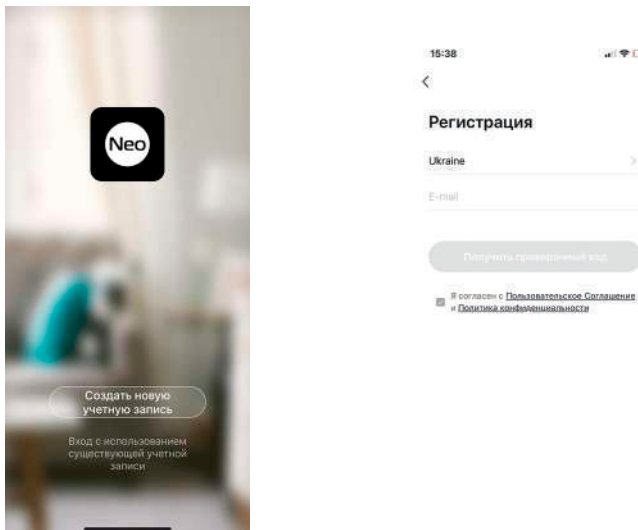 Neo
Создать новую
учетную запись
Вход с использованием
существующей учетной
записи
15:38
Регистрация
Ukraine
E-mail
Получить проверочный код
Я согласен с Пользовательское Соглашение
и Политика конфиденциальности